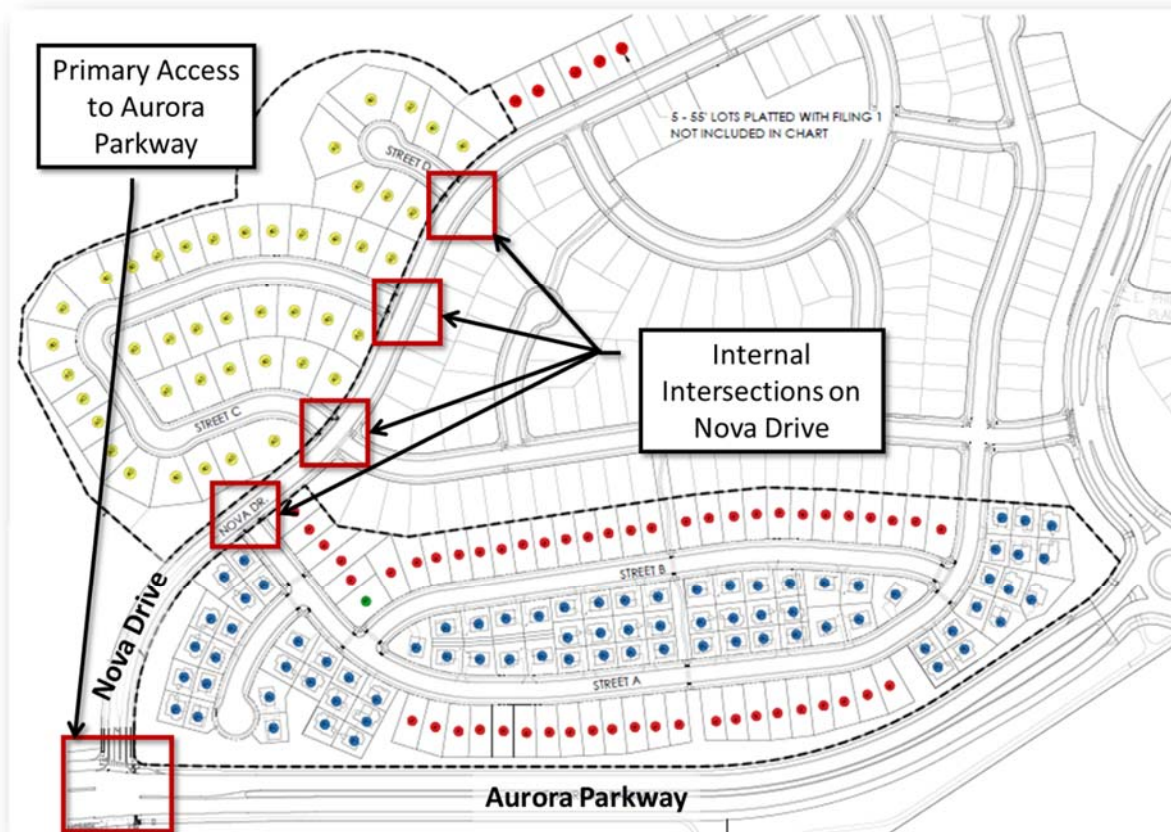 Primary Access
to Aurora
Parkway
5 - 55' LOTS PLATTED WITH FILING 1
NOT INCLUDED IN CHART
STREET D
Internal
Intersections on
Nova Drive
STREET C
NOVA DR.
STREET B
Nova Drive
STREET A
Aurora Parkway